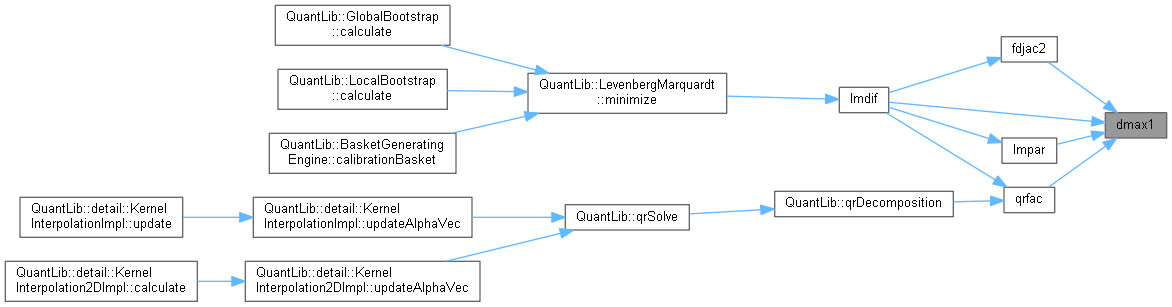 QuantLib::GlobalBootstrap
::calculate
fdjac2
QuantLib::LocalBootstrap
::calculate
QuantLib::LevenbergMarquardt
::minimize
lmdif
dmax1
QuantLib::BasketGenerating
Engine::calibrationBasket
lmpar
QuantLib::detail::Kernel
InterpolationImpl::update
QuantLib::detail::Kernel
InterpolationImpl::updateAlphaVec
QuantLib::qrSolve
QuantLib::qrDecomposition
qrfac
QuantLib::detail::Kernel
Interpolation2DImpl::calculate
QuantLib::detail::Kernel
Interpolation2DImpl::updateAlphaVec